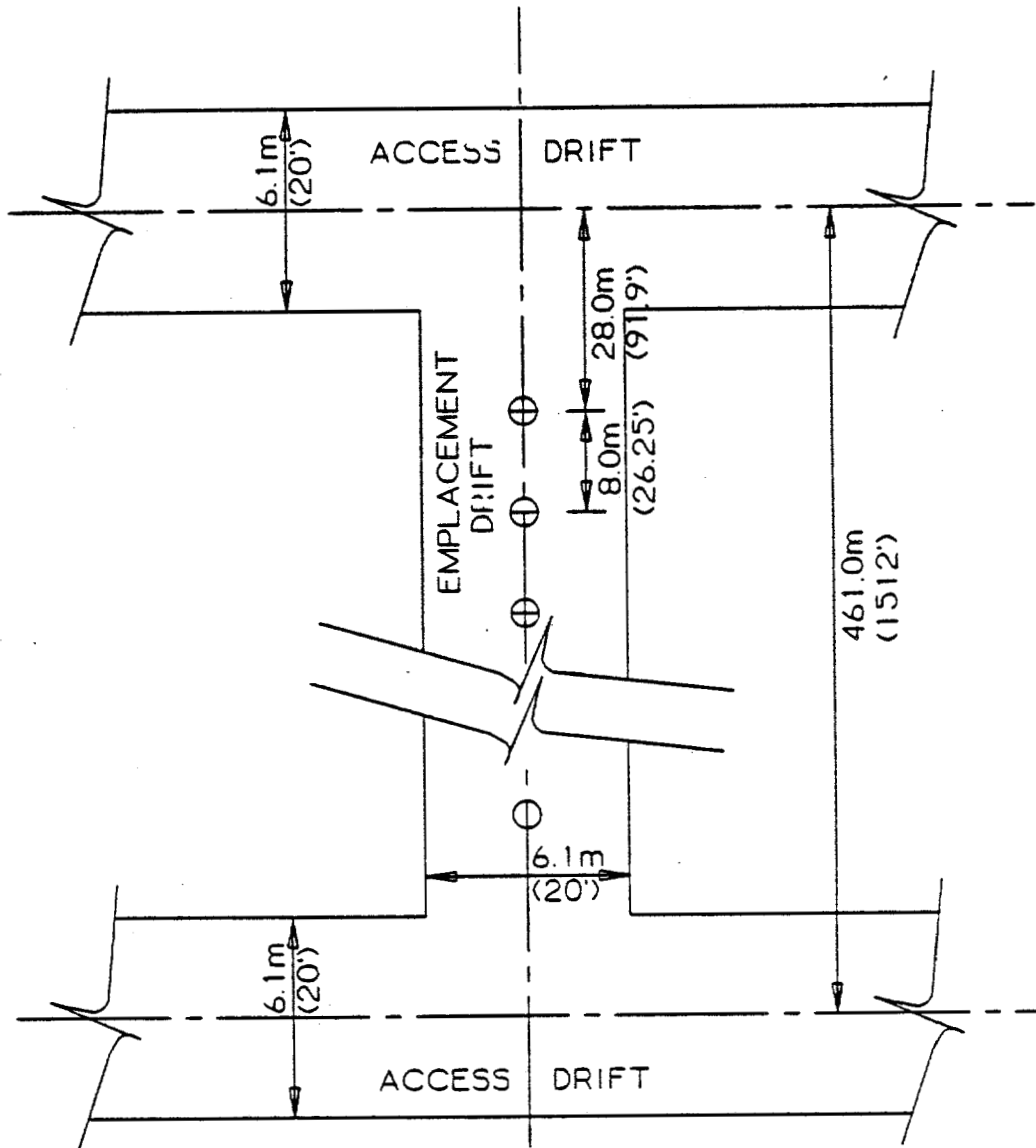 ACCESS DRIFT
6.1m
(20')
28.0m
(91.9')
EMPLACEMENT
DRIFT
8.0m
(26.25')
461.0m
(1512')
6.1m
(20')
6.1m
(20')
ACCESS DRIFT